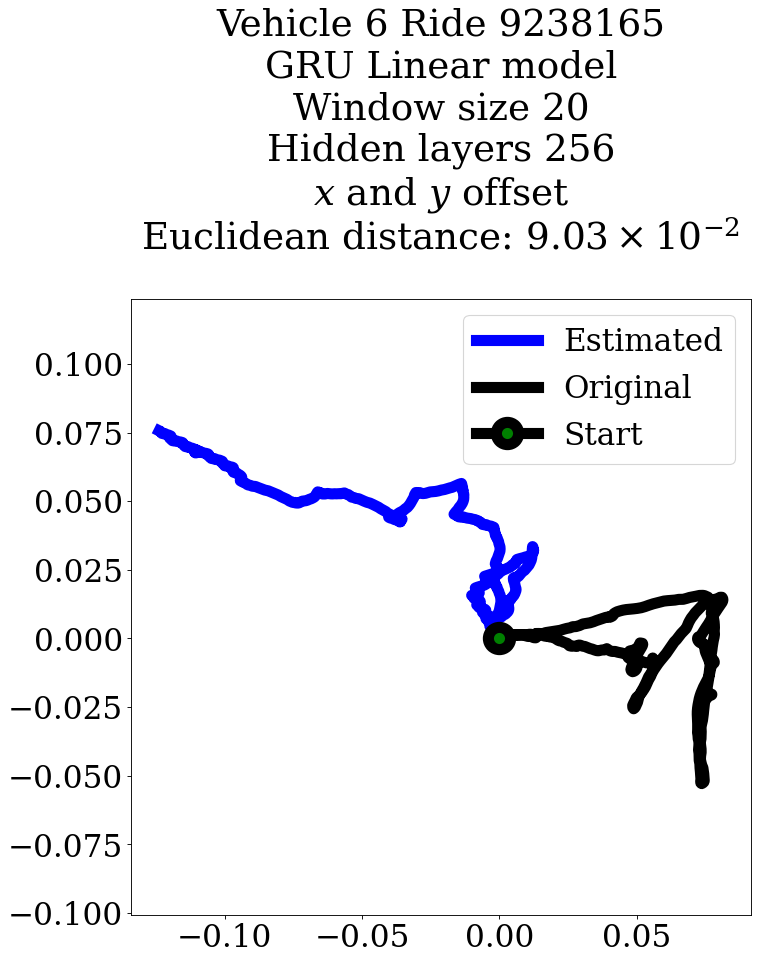 Vehicle 6 Ride 9238165
GRU Linear model
Window size 20
Hidden layers 256
x and y offset
Euclidean distance: 9.03 × 10⁻²
Estimated
Original
Start
0.100
0.075
0.050
0.025
0.000
−0.025
−0.050
−0.075
−0.100
−0.10 −0.05 0.00 0.05